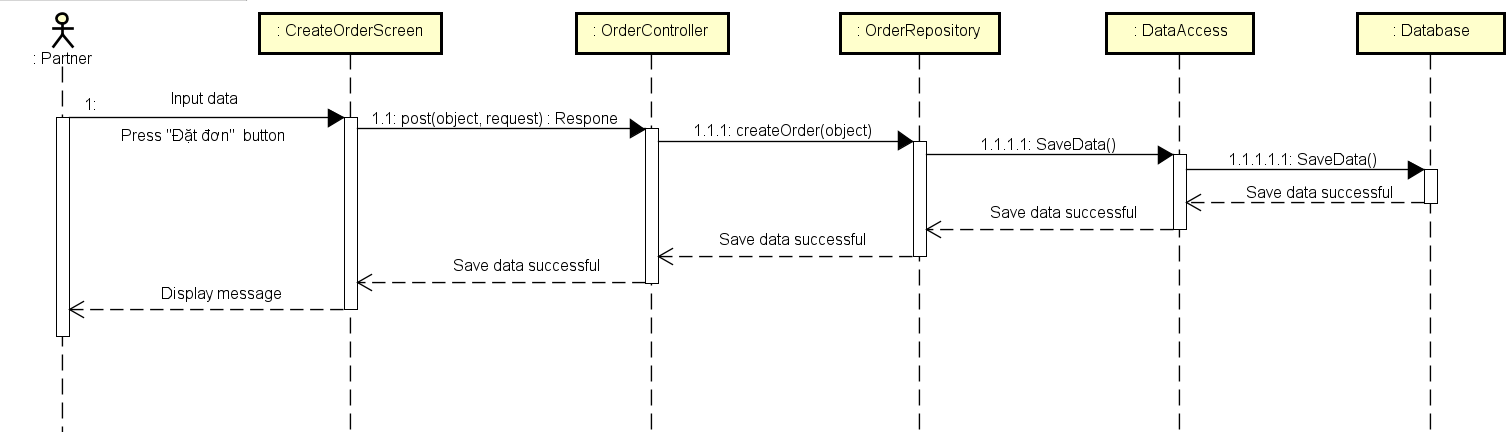 : Partner
: CreateOrderScreen
: OrderController
: OrderRepository
: DataAccess
: Database
1:
Input data
Press "Đặt đơn" button
1.1: post(object, request) : Respone
1.1.1: createOrder(object)
1.1.1.1: SaveData()
1.1.1.1.1: SaveData()
Save data successful
Save data successful
Save data successful
Save data successful
Display message